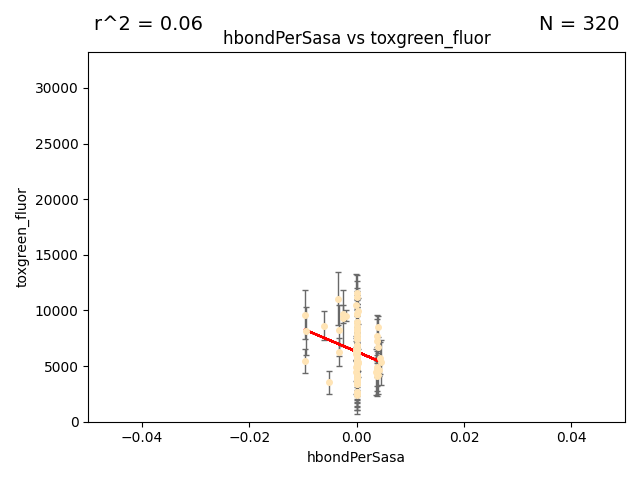 r^2 = 0.06
N = 320
hbondPerSasa vs toxgreen_fluor
30000
25000
20000
15000
10000
5000
0
toxgreen_fluor
−0.04
−0.02
0.00
0.02
0.04
hbondPerSasa